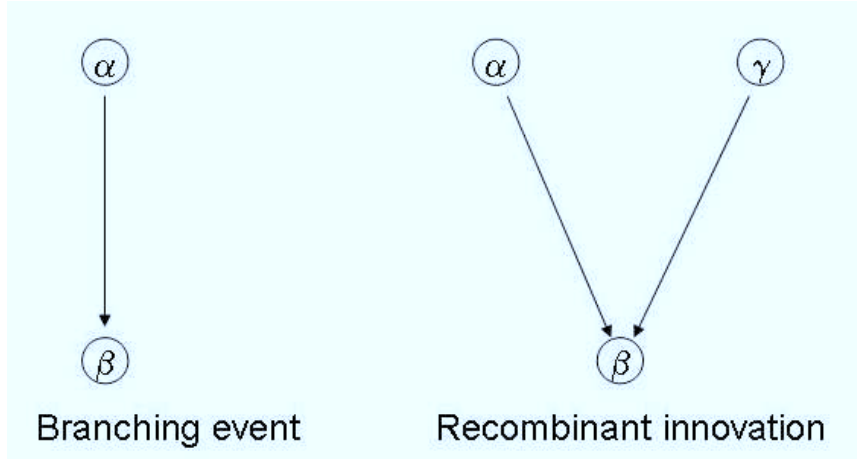 α α γ
β β
Branching event Recombinant innovation